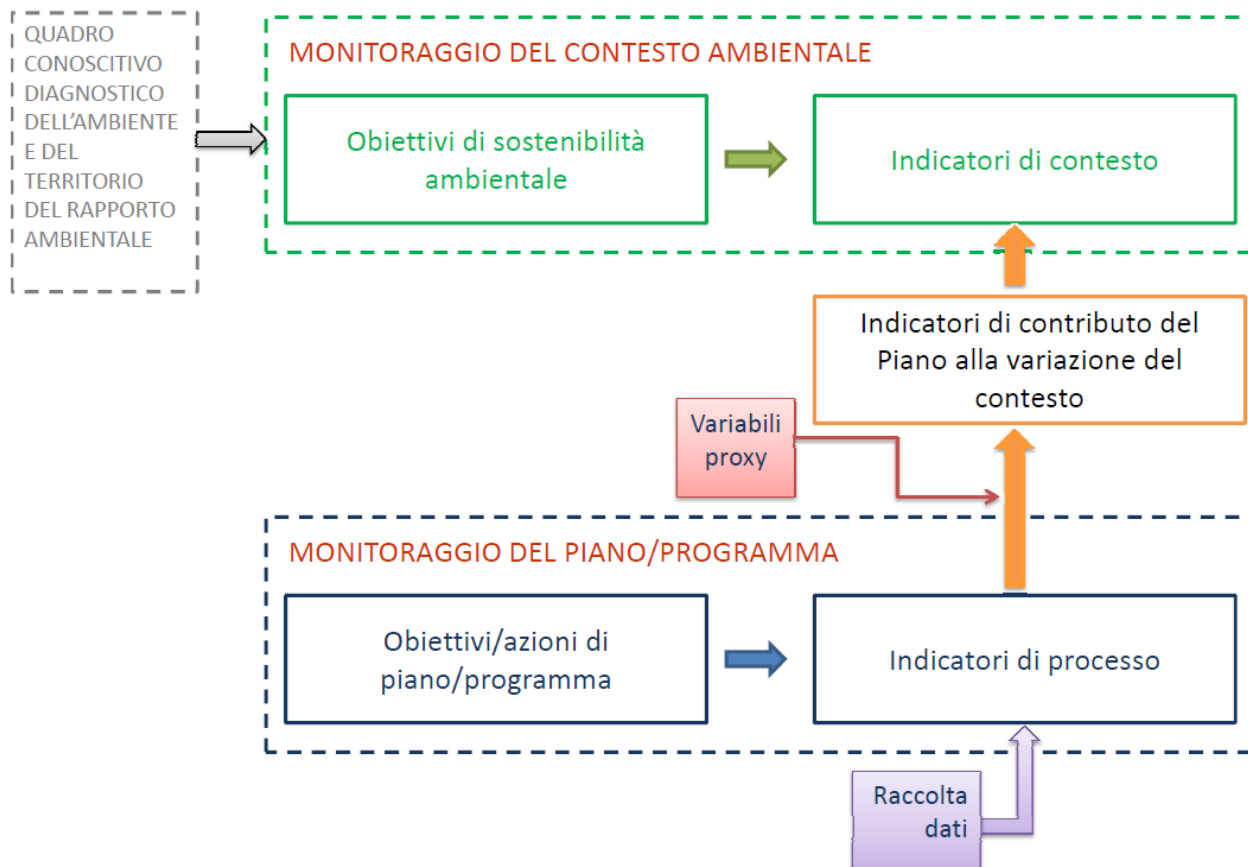 QUADRO
CONOSCITIVO
DIAGNOSTICO
DELL’AMBIENTE
E DEL
TERRITORIO
DEL RAPPORTO
AMBIENTALE
MONITORAGGIO DEL CONTESTO AMBIENTALE
Obiettivi di sostenibilità
ambientale
Indicatori di contesto
Indicatori di contributo del
Piano alla variazione del
contesto
Variabili
proxy
MONITORAGGIO DEL PIANO/PROGRAMMA
Obiettivi/azioni di
piano/programma
Indicatori di processo
Raccolta
dati